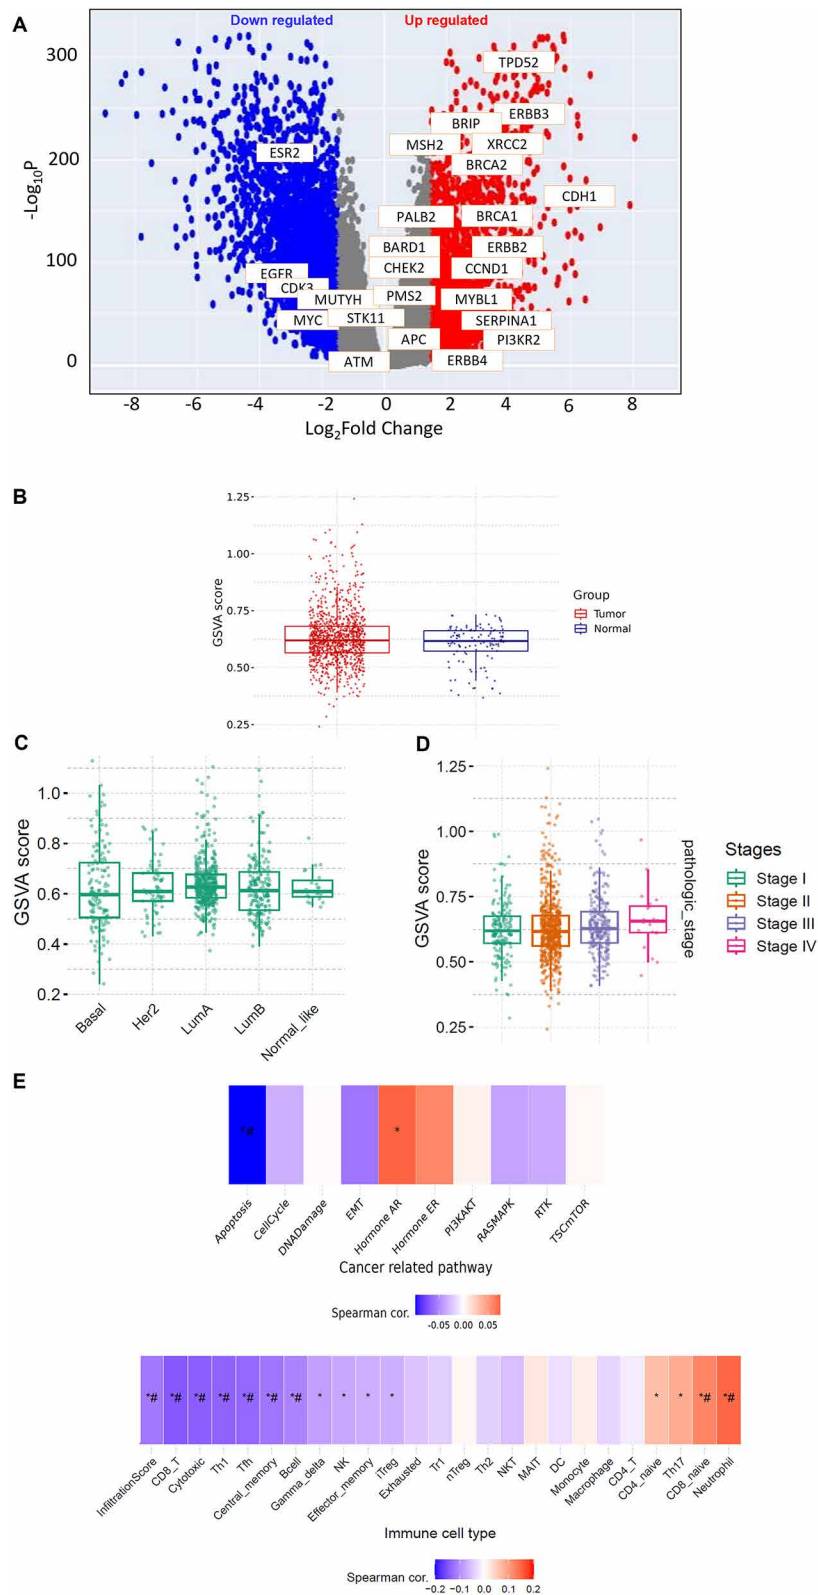 A
Down regulated
Up regulated
300
200
100
0
-Log10P
TPD52
ERBB3
BRIP
MSH2
XRCC2
ESR2
BRCA2
CDH1
PALB2
BRCA1
BARD1
ERBB2
CHEK2
CCND1
EGFR
CDK3
MUTYH
PMS2
MYBL1
MYC
STK11
SERPINA1
APC
PI3KR2
ATM
ERBB4
-8 -6 -4 -2 0 2 4 6 8
Log2Fold Change
B
1.25
1.00
0.75
0.50
0.25
GSVA score
Group
Tumor
Normal
C
1.0
0.8
0.6
0.4
0.2
GSVA score
Basal
Her2
LumA
LumB
Normal_like
D
1.25
1.00
0.75
0.50
0.25
GSVA score
pathologic_stage
Stages
Stage I
Stage II
Stage III
Stage IV
E
*# *
Apoptosis
CellCycle
DNADamage
EMT
Hormone AR
Hormone ER
PI3KAKT
RASMAPK
RTK
TSCmTOR
Cancer related pathway
Spearman cor.
-0.05 0.00 0.05
*# *# *# *# *# *# *# * * * * * * *# *#
InfiltrationScore
CD8_T
Cytotoxic
Th1
Tfh
Central_memory
Bcell
Gamma_delta
NK
Effector_memory
iTreg
Exhausted
Tr1
nTreg
Th2
NKT
MAIT
DC
Monocyte
Macrophage
CD4_T
CD4_naive
Th17
CD8_naive
Neutrophil
Immune cell type
Spearman cor.
-0.2 -0.1 0.0 0.1 0.2